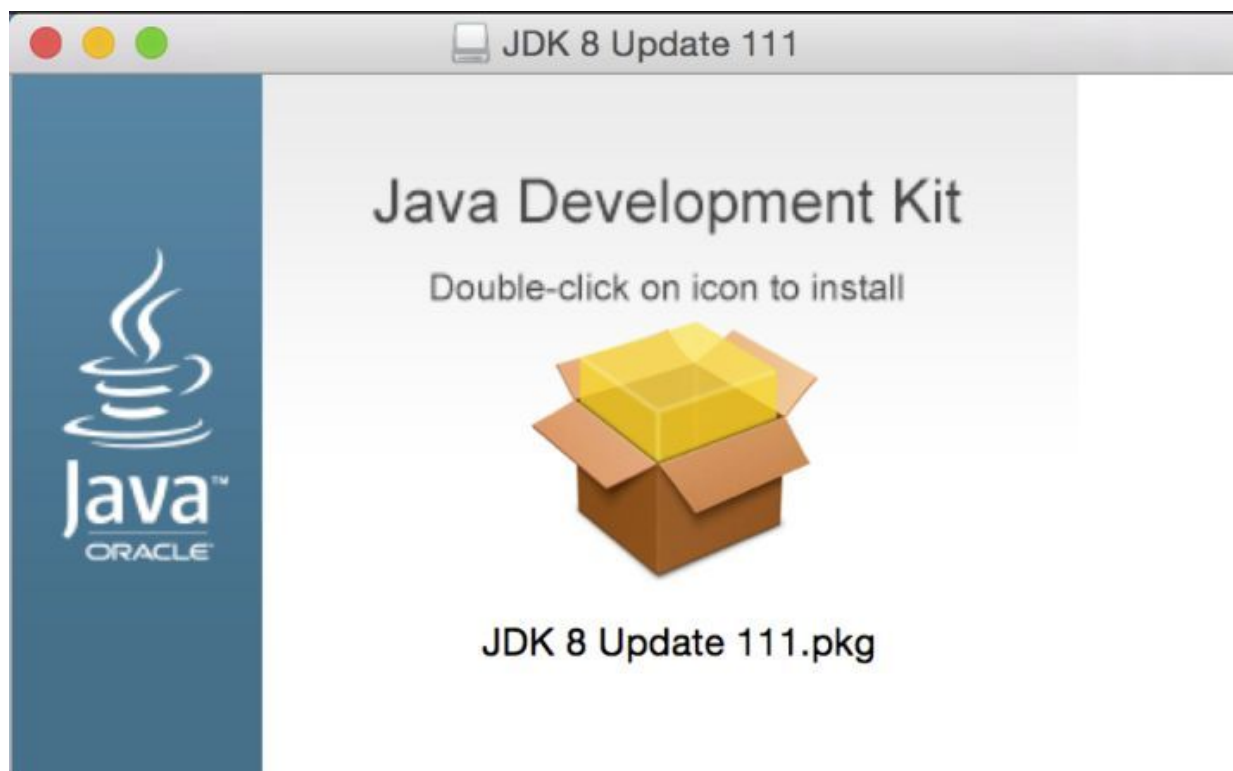 JDK 8 Update 111
Java Development Kit
Double-click on icon to install
Java™
ORACLE
JDK 8 Update 111.pkg